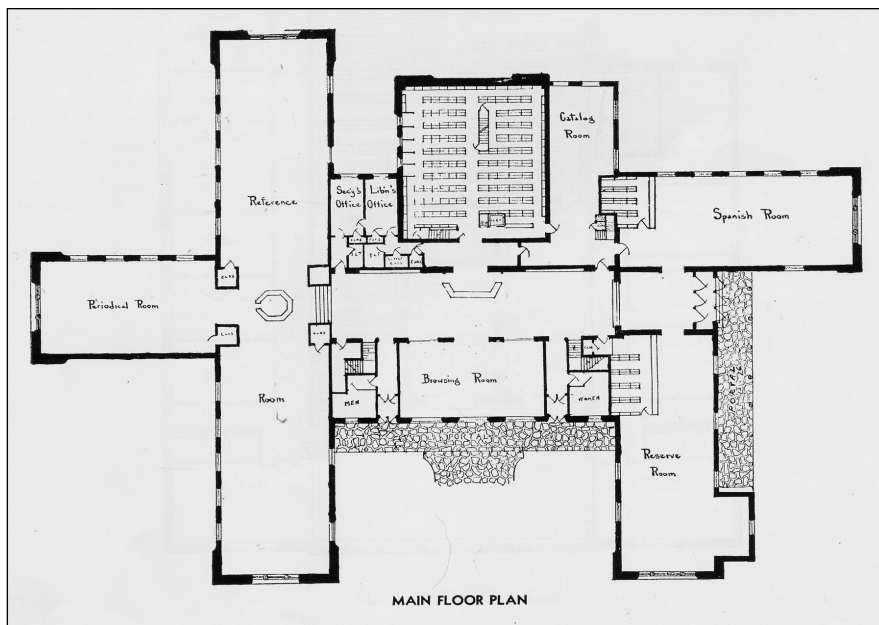 Catalog
Room
Sec'y's
Office
Lib'n's
Office
Reference
Spanish Room
Periodical Room
Room
Browsing Room
MEN
WOMEN
PORTAL
PORTAL
Reserve
Room
MAIN FLOOR PLAN